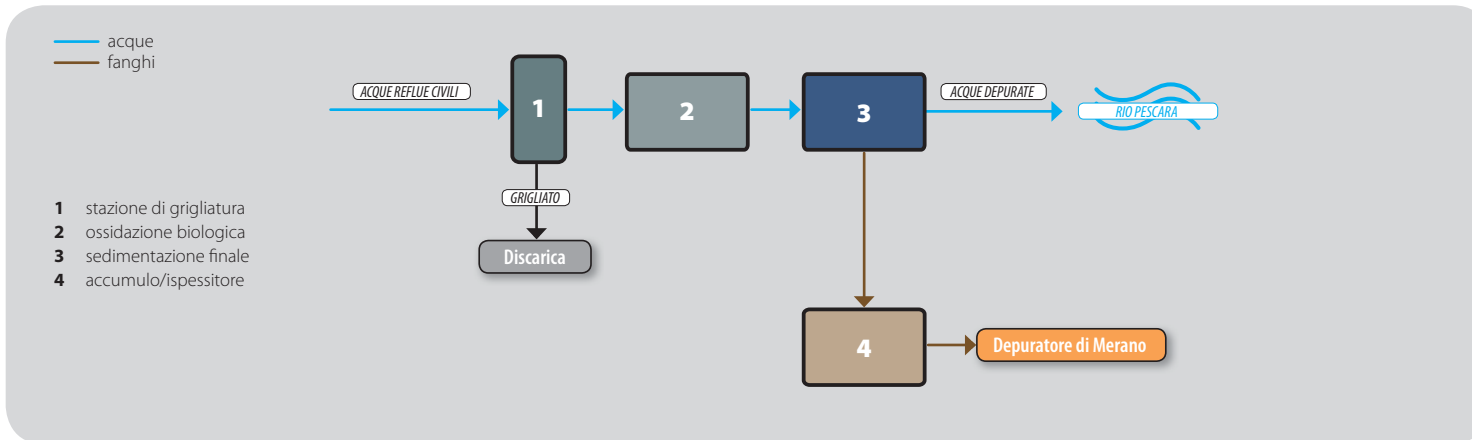 acque
fanghi
ACQUE REFLUE CIVILI
ACQUE DEPURATE
RIO PESCARA
1
2
3
GRIGLIATO
Discarica
1 stazione di grigliatura
2 ossidazione biologica
3 sedimentazione finale
4 accumulo/ispessitore
4
Depuratore di Merano